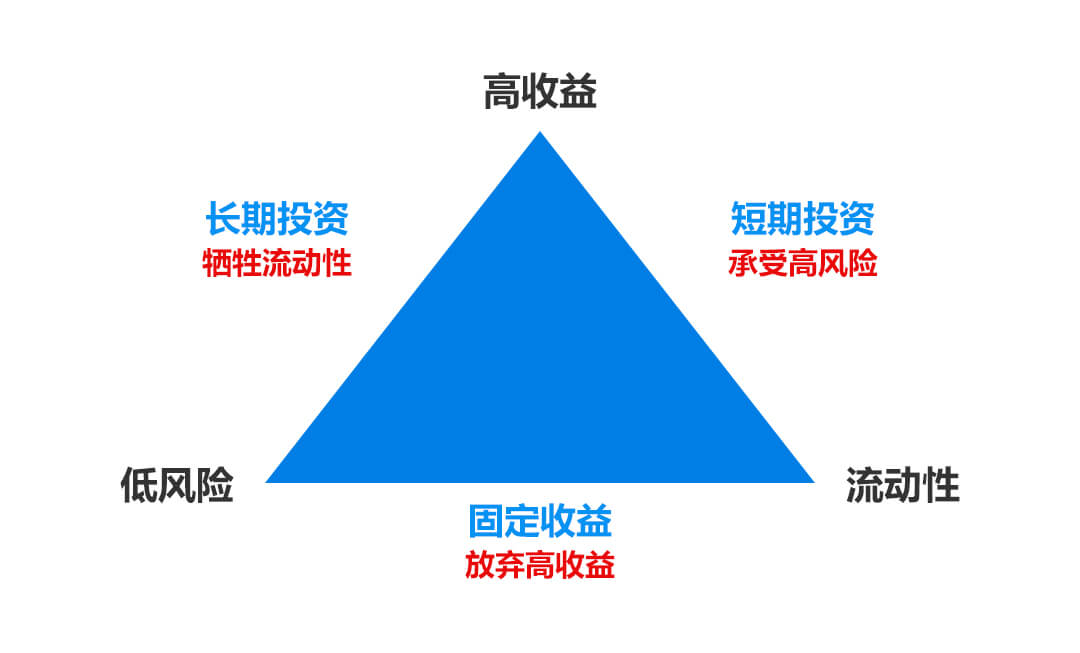 高收益
长期投资
牺牲流动性
短期投资
承受高风险
低风险
流动性
固定收益
放弃高收益